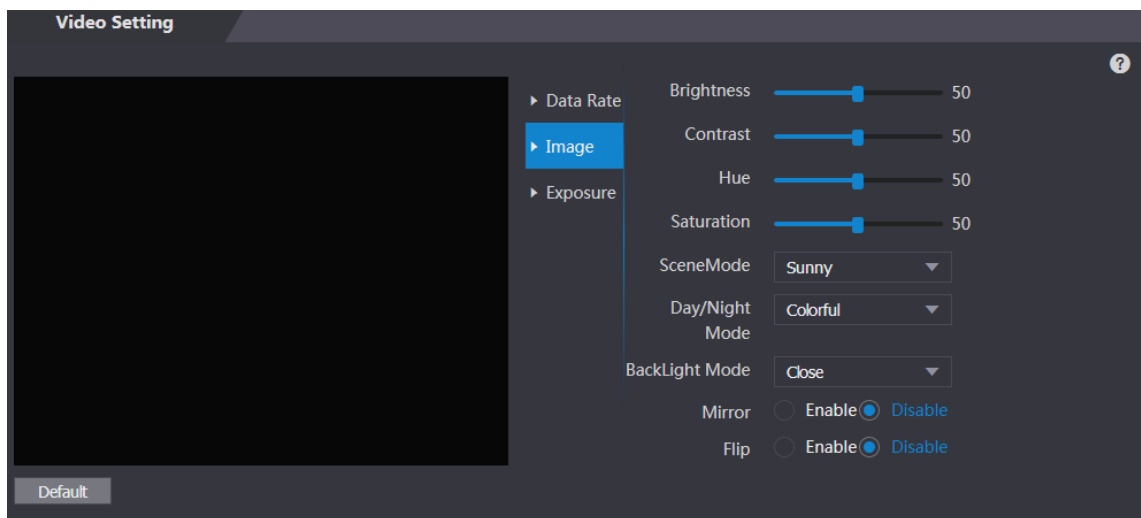 Video Setting
?
Data Rate
Image
Exposure
Brightness 50
Contrast 50
Hue 50
Saturation 50
SceneMode Sunny
Day/Night
Mode
Colorful
BackLight Mode Close
Mirror Enable Disable
Flip Enable Disable
Default